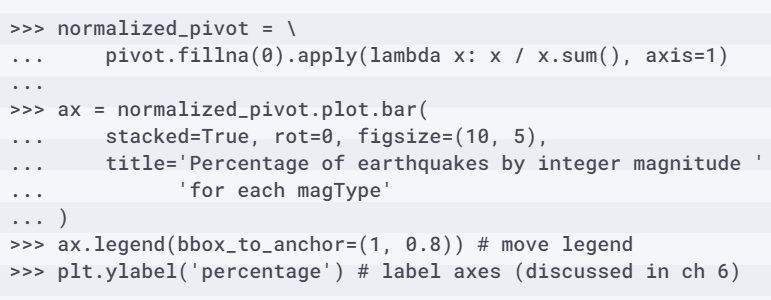 >>> normalized_pivot = \
...     pivot.fillna(0).apply(lambda x: x / x.sum(), axis=1)
...
>>> ax = normalized_pivot.plot.bar(
...     stacked=True, rot=0, figsize=(10, 5),
...     title='Percentage of earthquakes by integer magnitude '
...           'for each magType'
... )
>>> ax.legend(bbox_to_anchor=(1, 0.8)) # move legend
>>> plt.ylabel('percentage') # label axes (discussed in ch 6)